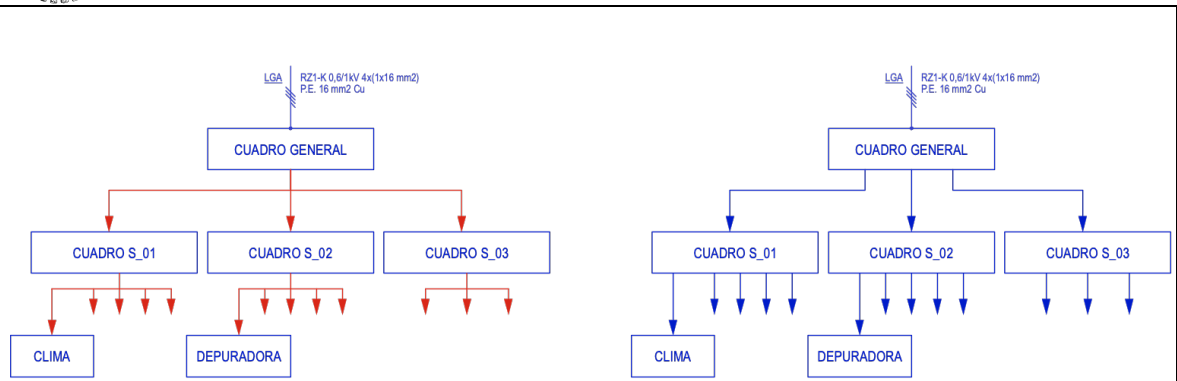 LGA
RZ1-K 0,6/1kV 4x(1x16 mm2)
P.E. 16 mm2 Cu
CUADRO GENERAL
CUADRO S_01
CUADRO S_02
CUADRO S_03
CLIMA
DEPURADORA
LGA
RZ1-K 0,6/1kV 4x(1x16 mm2)
P.E. 16 mm2 Cu
CUADRO GENERAL
CUADRO S_01
CUADRO S_02
CUADRO S_03
CLIMA
DEPURADORA